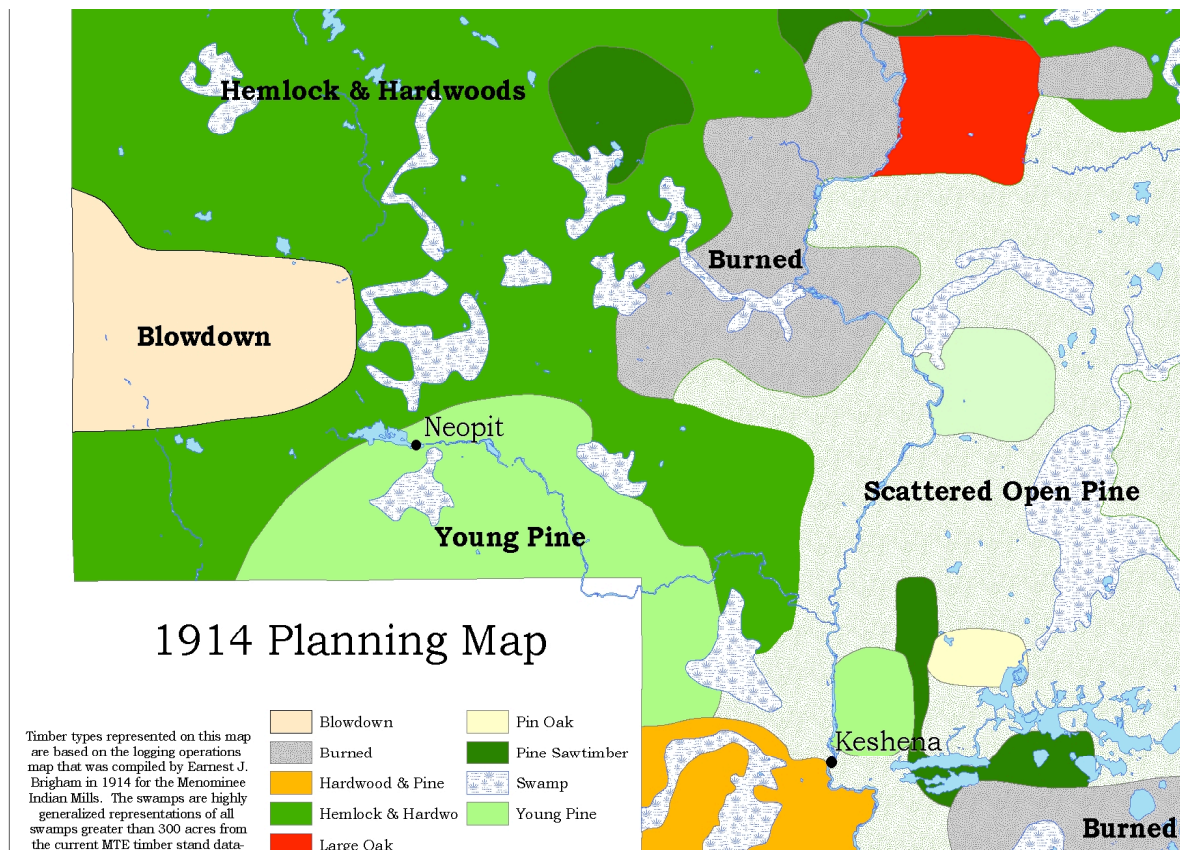 Hemlock & Hardwoods
Burned
Blowdown
Neopit
Scattered Open Pine
Young Pine
1914 Planning Map
Keshena
Burned
Timber types represented on this map
are based on the logging operations
map that was compiled by Earnest J.
Brigham in 1914 for the Menominee
Indian Mills. The swamps are highly
generalized representations of all
swamps greater than 300 acres from
the current MTE timber stand data-
Blowdown
Burned
Hardwood & Pine
Hemlock & Hardwo
Large Oak
Pin Oak
Pine Sawtimber
Swamp
Young Pine